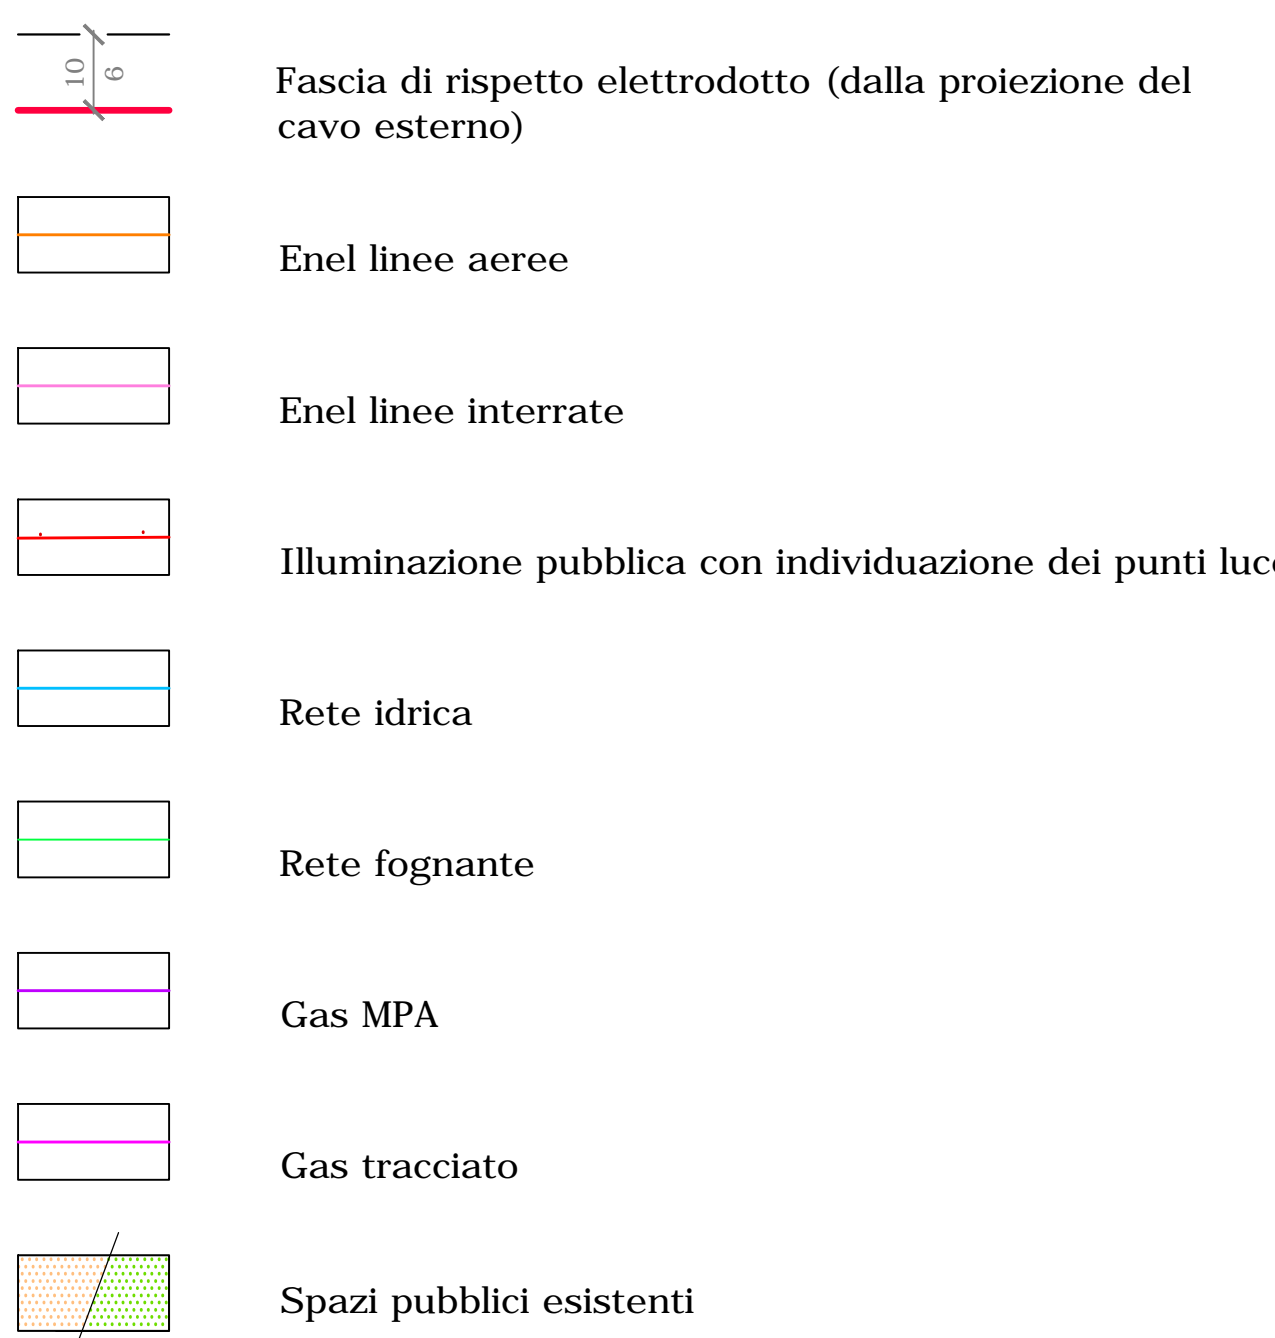 10
6
Fascia di rispetto elettrodotto (dalla proiezione del
cavo esterno)
Enel linee aeree
Enel linee interrate
Illuminazione pubblica con individuazione dei punti luce
Rete idrica
Rete fognante
Gas MPA
Gas tracciato
Spazi pubblici esistenti